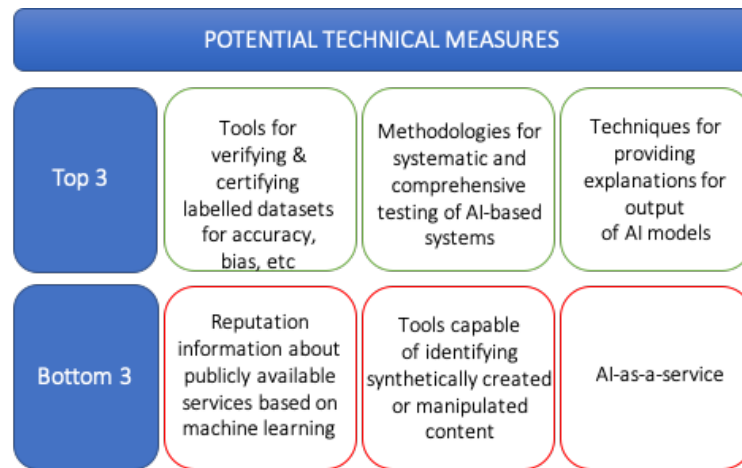 POTENTIAL TECHNICAL MEASURES
Top 3
Tools for
verifying &
certifying
labelled datasets
for accuracy,
bias, etc
Methodologies for
systematic and
comprehensive
testing of AI-based
systems
Techniques for
providing
explanations for
output
of AI models
Bottom 3
Reputation
information about
publicly available
services based on
machine learning
Tools capable
of identifying
synthetically created
or manipulated
content
AI-as-a-service